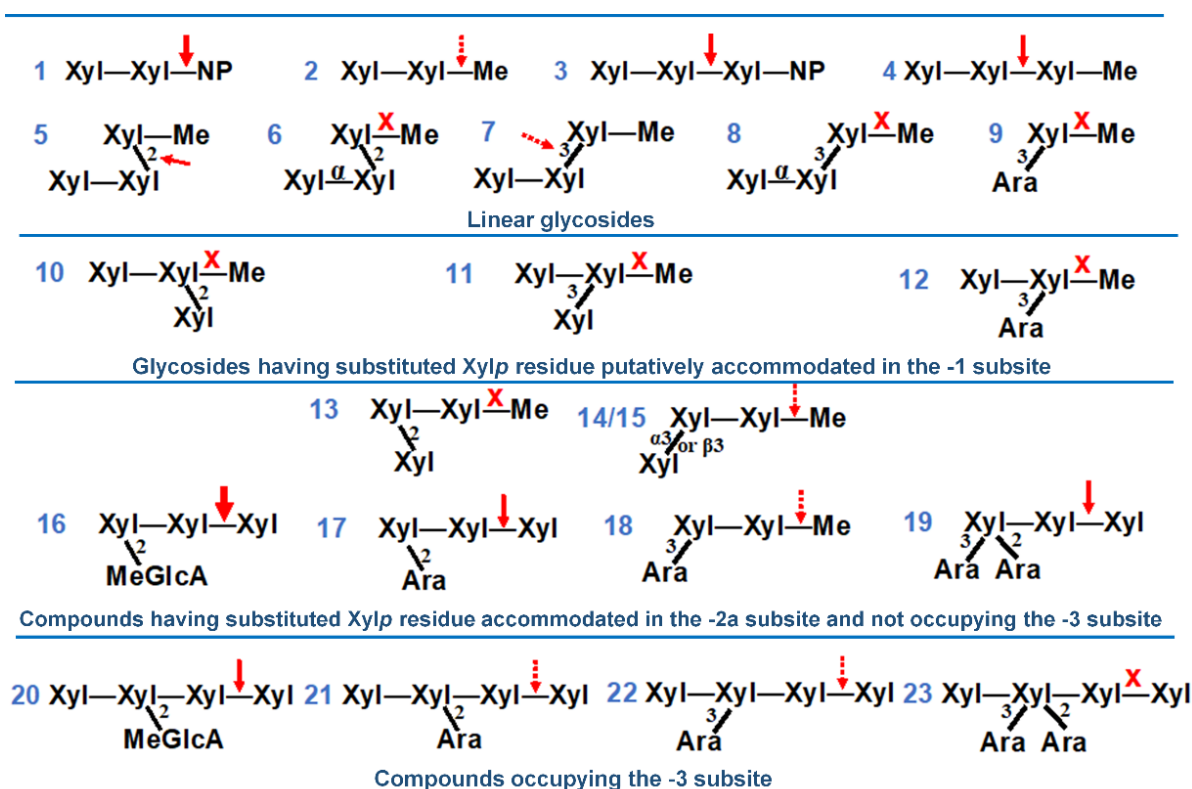 1 Xyl—Xyl—NP 2 Xyl—Xyl—Me 3 Xyl—Xyl—Xyl—NP 4 Xyl—Xyl—Xyl—Me
5 Xyl—Me 6 Xyl X Me 7 Xyl—Me 8 Xyl X Me 9 Xyl X Me
2 2 3 3 3
Xyl—Xyl Xyl α Xyl Xyl—Xyl Xyl α Xyl Ara
Linear glycosides
10 Xyl—Xyl X Me 11 Xyl—Xyl X Me 12 Xyl—Xyl X Me
2 3 3
Xyl Xyl Ara
Glycosides having substituted Xylp residue putatively accommodated in the -1 subsite
13 Xyl—Xyl X Me 14/15 Xyl—Xyl—Me
2 α3 or β3
Xyl Xyl
16 Xyl—Xyl—Xyl 17 Xyl—Xyl—Xyl 18 Xyl—Xyl—Me 19 Xyl—Xyl—Xyl
2 2 3 3 2
MeGlcA Ara Ara Ara Ara
Compounds having substituted Xylp residue accommodated in the -2a subsite and not occupying the -3 subsite
20 Xyl—Xyl—Xyl—Xyl 21 Xyl—Xyl—Xyl—Xyl 22 Xyl—Xyl—Xyl—Xyl 23 Xyl—Xyl—Xyl X Xyl
2 2 3 3 2
MeGlcA Ara Ara Ara Ara
Compounds occupying the -3 subsite